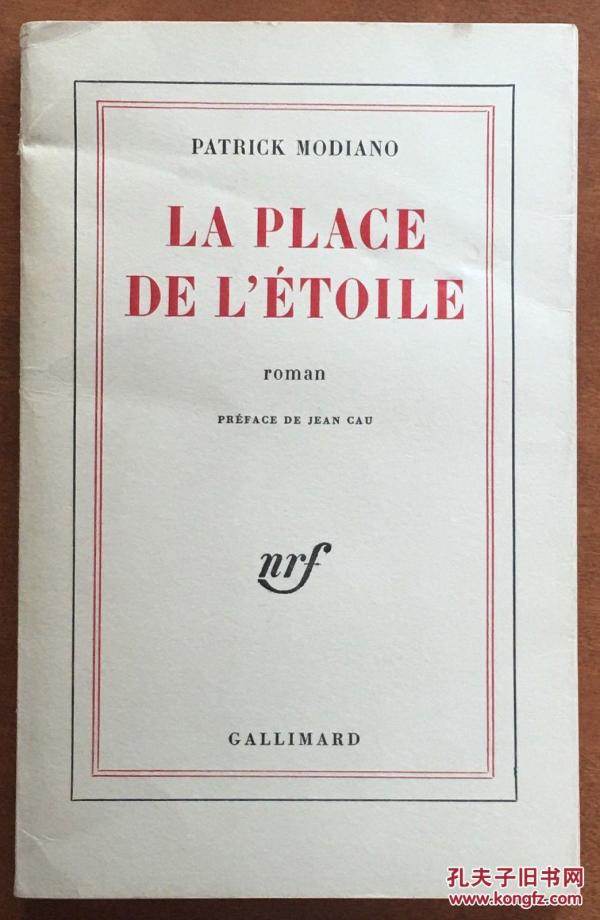 PATRICK MODIANO
LA PLACE
DE L'ÉTOILE
roman
PRÉFACE DE JEAN CAU
nrf
GALLIMARD
孔夫子旧书网
www.kongfz.com